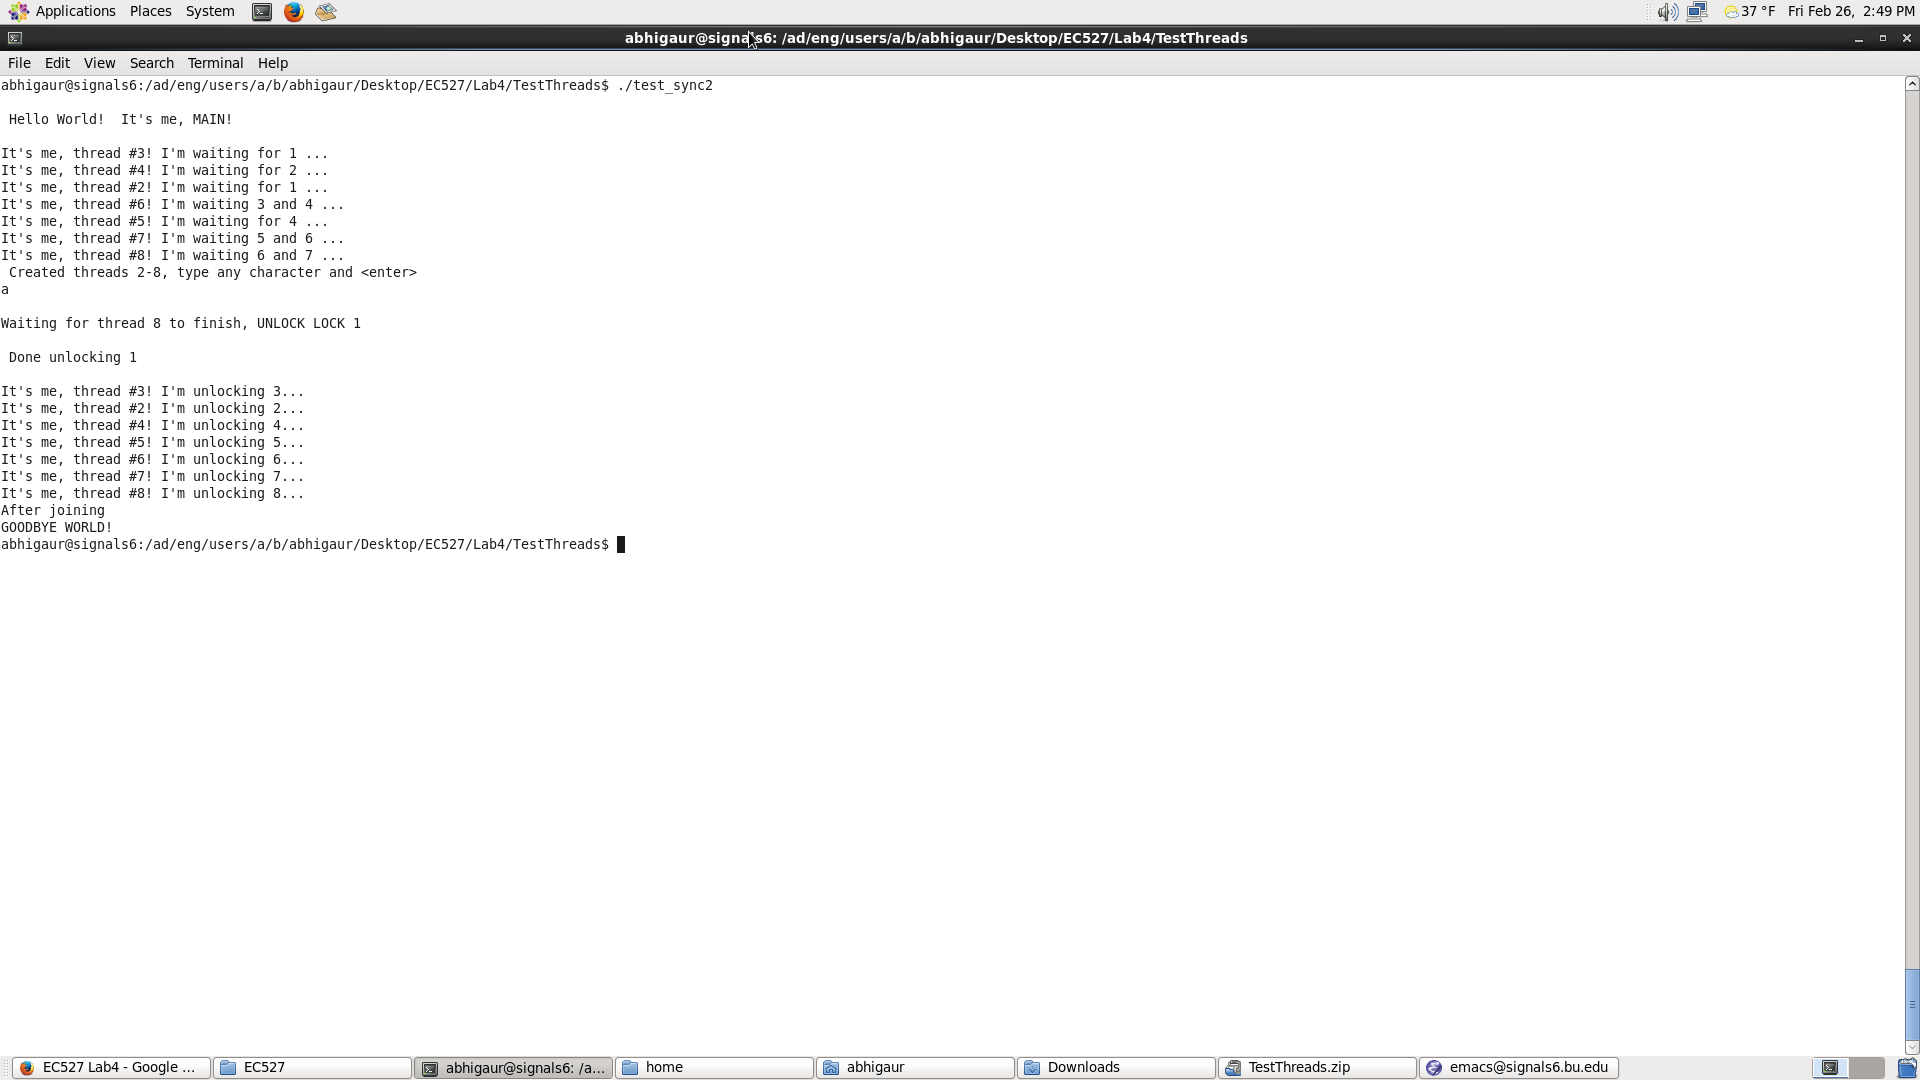 Applications Places System 37 °F Fri Feb 26, 2:49 PM
abhigaur@signals6: /ad/eng/users/a/b/abhigaur/Desktop/EC527/Lab4/TestThreads
File Edit View Search Terminal Help
abhigaur@signals6:/ad/eng/users/a/b/abhigaur/Desktop/EC527/Lab4/TestThreads$ ./test_sync2
Hello World!  It's me, MAIN!
It's me, thread #3! I'm waiting for 1 ...
It's me, thread #4! I'm waiting for 2 ...
It's me, thread #2! I'm waiting for 1 ...
It's me, thread #6! I'm waiting 3 and 4 ...
It's me, thread #5! I'm waiting for 4 ...
It's me, thread #7! I'm waiting 5 and 6 ...
It's me, thread #8! I'm waiting 6 and 7 ...
Created threads 2-8, type any character and <enter>
a
Waiting for thread 8 to finish, UNLOCK LOCK 1
Done unlocking 1
It's me, thread #3! I'm unlocking 3...
It's me, thread #2! I'm unlocking 2...
It's me, thread #4! I'm unlocking 4...
It's me, thread #5! I'm unlocking 5...
It's me, thread #6! I'm unlocking 6...
It's me, thread #7! I'm unlocking 7...
It's me, thread #8! I'm unlocking 8...
After joining
GOODBYE WORLD!
abhigaur@signals6:/ad/eng/users/a/b/abhigaur/Desktop/EC527/Lab4/TestThreads$
EC527 Lab4 - Google ... EC527 abhigaur@signals6: /a... home abhigaur Downloads TestThreads.zip emacs@signals6.bu.edu